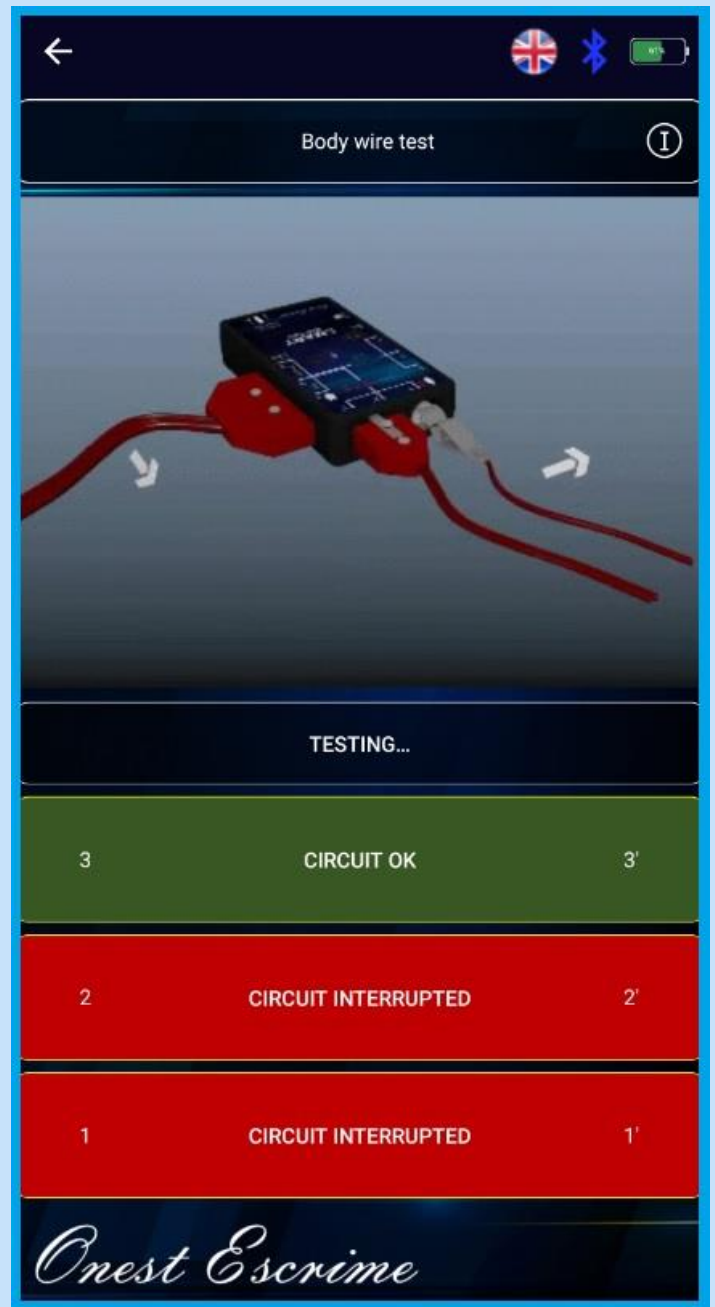 Body wire test
I
TESTING...
3 CIRCUIT OK 3'
2 CIRCUIT INTERRUPTED 2'
1 CIRCUIT INTERRUPTED 1'
Onest Escrime